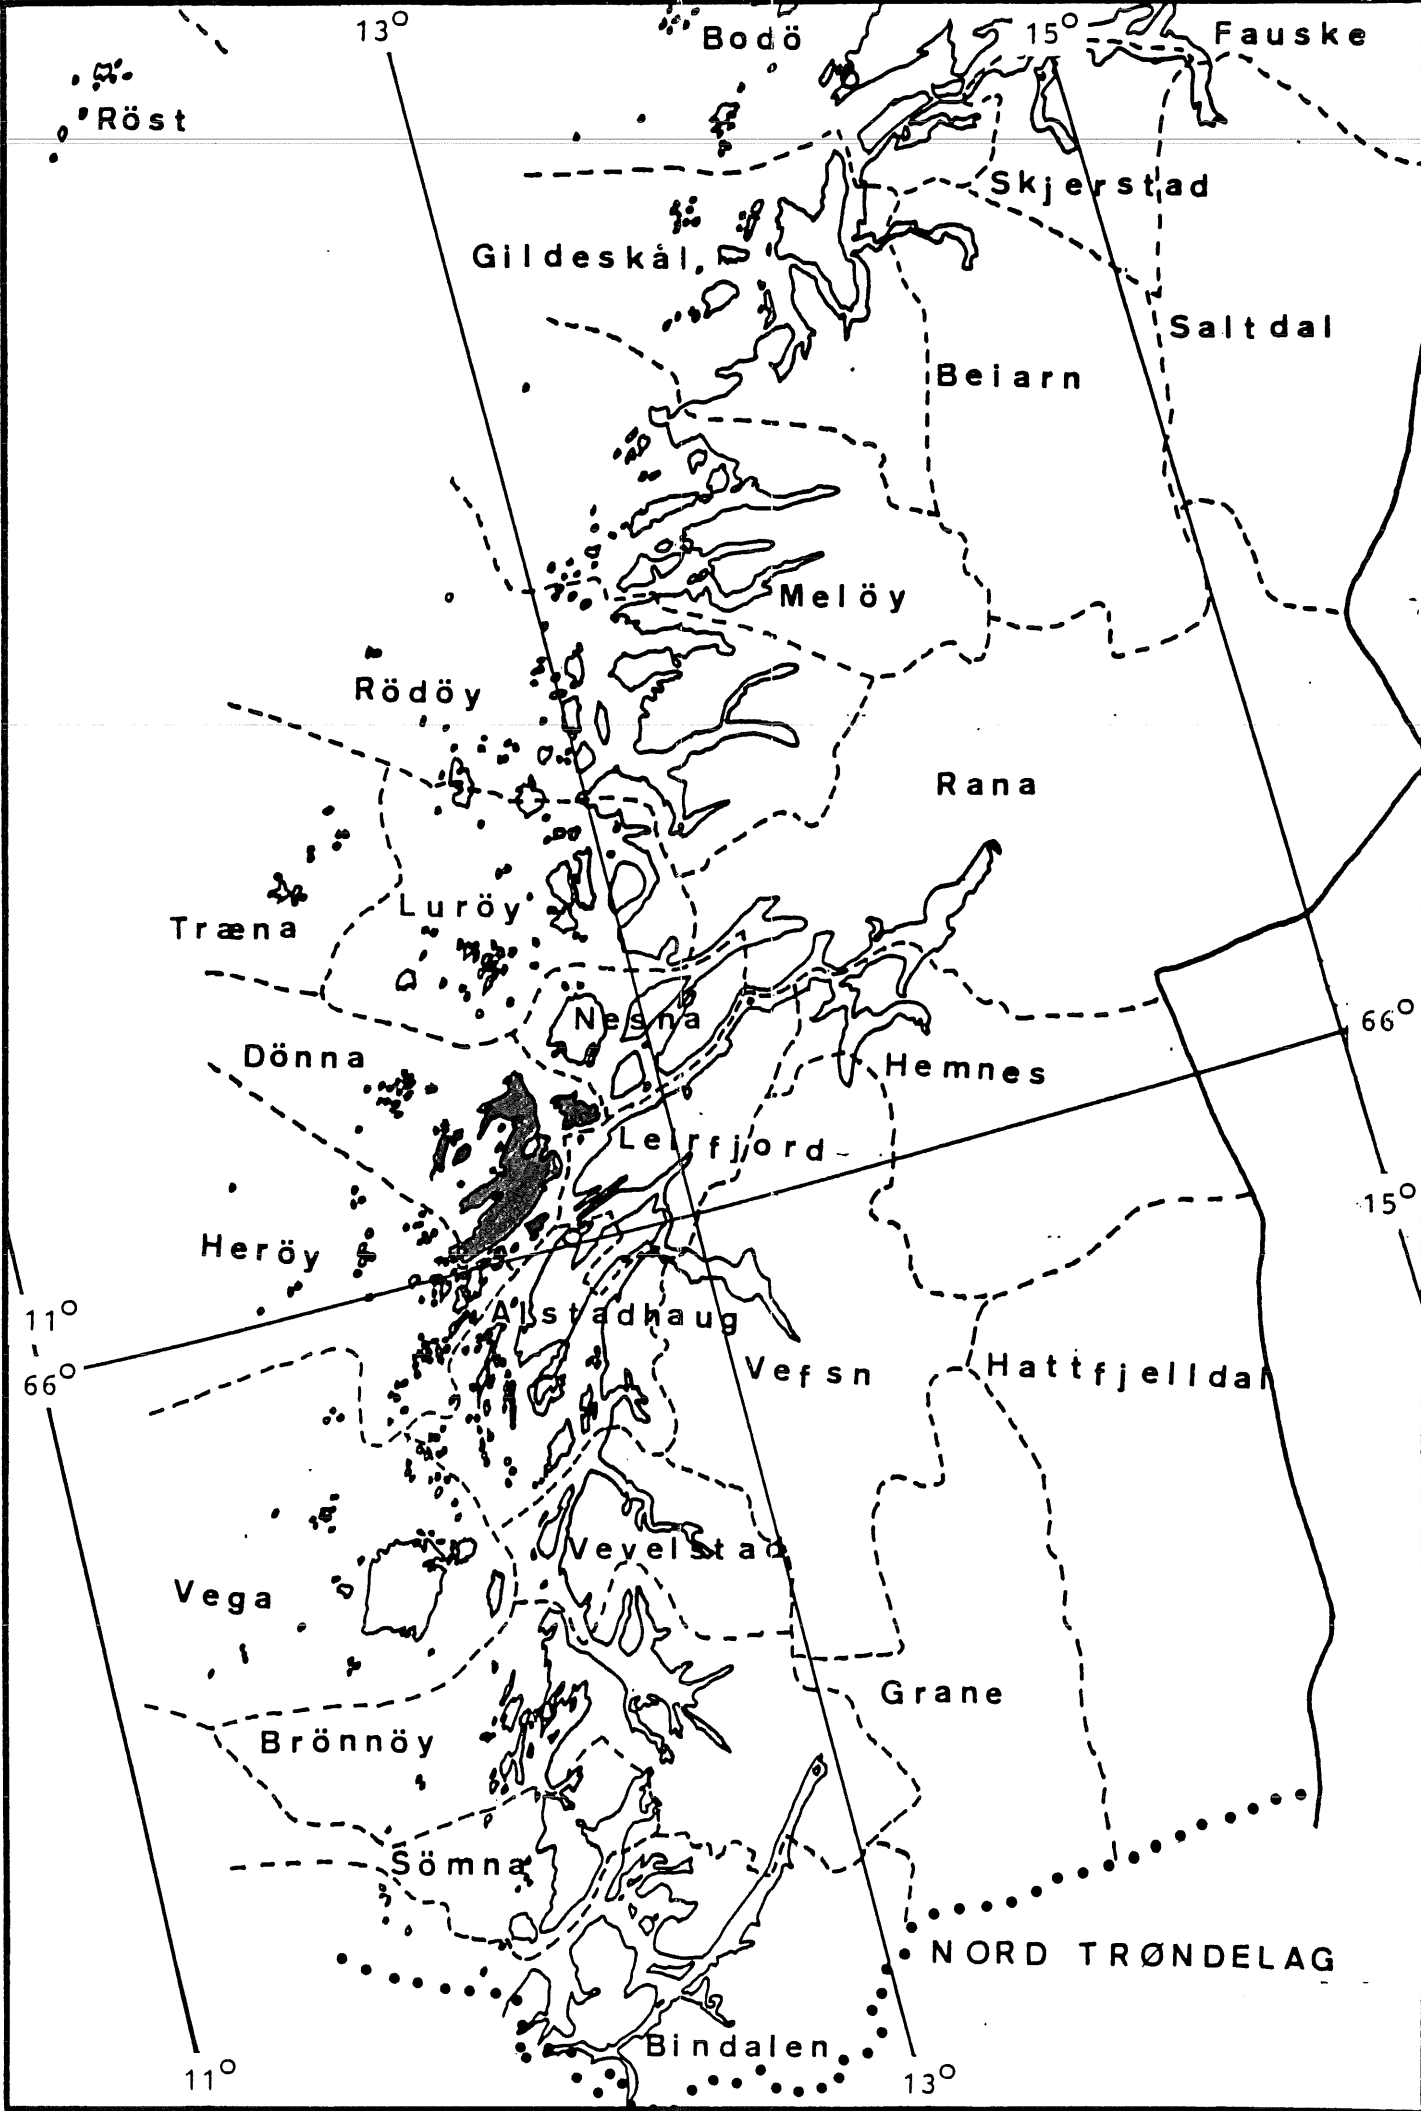 13°
Bodö
15°
Fauske
Röst
Skjerstad
Gildeskål
Saltdal
Beiarn
Melöy
Rödöy
Rana
Luröy
Træna
Nesna
66°
Dönna
Hemnes
Leirfjord
15°
Heröy
11°
Alstadhaug
66°
Vefsn
Hattfjelldal
Vevelstad
Vega
Grane
Brönnöy
Sömna
NORD TRØNDELAG
Bindalen
11°
13°